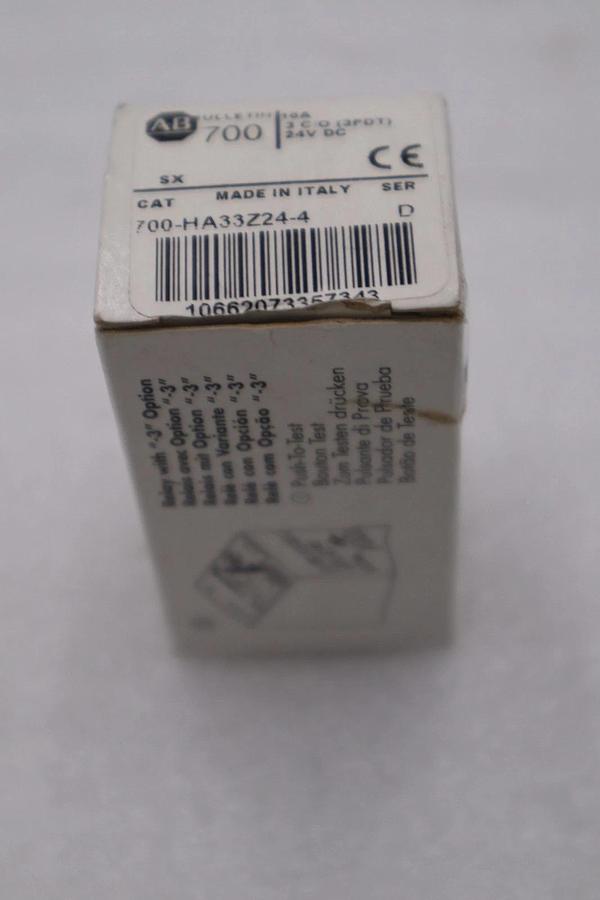 AB
BULLETIN
700
10A
3 C/O (3PDT)
24V DC
CE
SX
CAT
MADE IN ITALY
SER
700-HA33Z24-4
D
10662073357343
Relay with "-3" Option
Relais avec Option "-3"
Relais mit Option "-3"
Relè con Variante "-3"
Relé con Opción "-3"
Relé com Opção "-3"
Push-To-Test
Bouton Test
Zum Testen drücken
Pulsante di Prova
Pulsador de Prueba
Botão de Teste